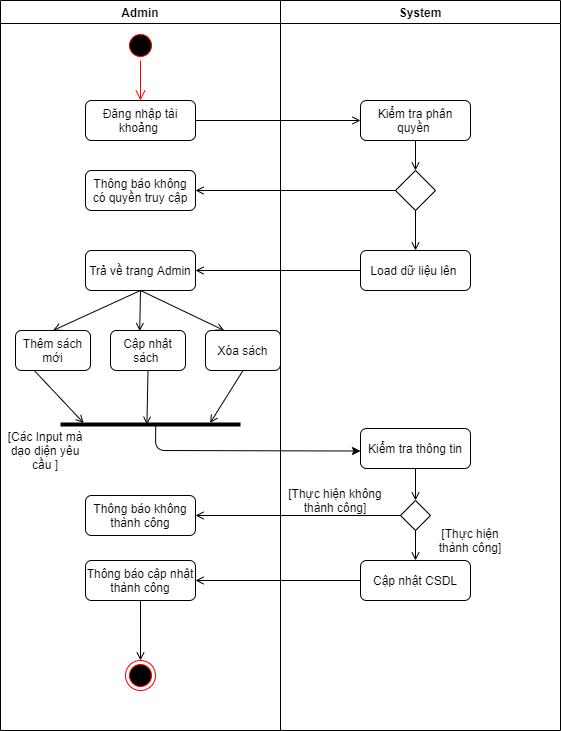 Admin
System
Đăng nhập tài
khoảng
Kiểm tra phân
quyền
Thông báo không
có quyền truy cập
Trả về trang Admin
Load dữ liệu lên
Thêm sách
mới
Cập nhật
sách
Xóa sách
[Các Input mà
dạo diện yêu
cầu ]
Kiểm tra thông tin
[Thực hiện không
thành công]
Thông báo không
thành công
[Thực hiện
thành công]
Thông báo cập nhật
thành công
Cập nhật CSDL